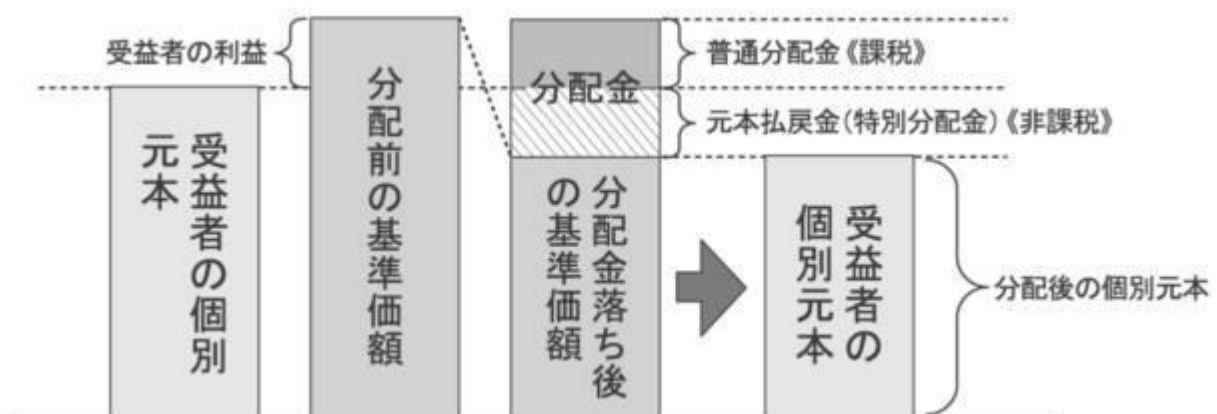 受益者の利益
受益者の個別
元本
分配前の基準価額
分配金
分配金落ち後
の基準価額
普通分配金《課税》
元本払戻金(特別分配金)《非課税》
受益者の
個別元本
分配後の個別元本